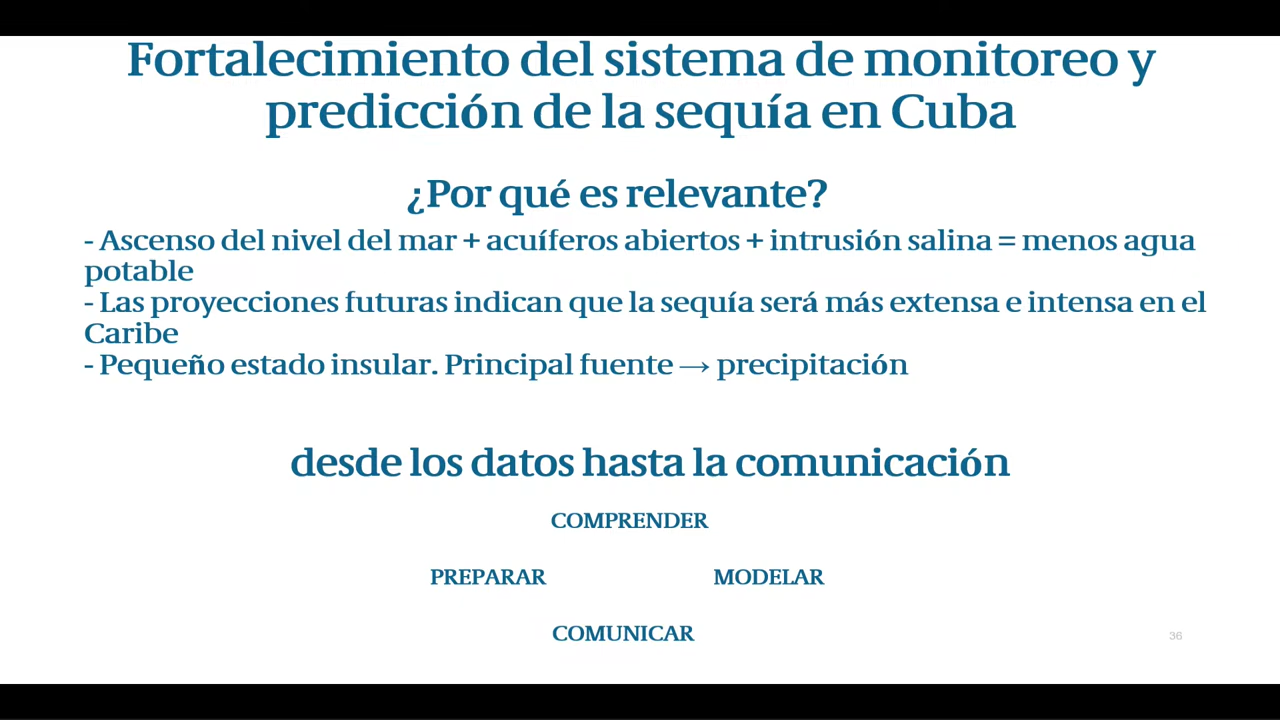 Fortalecimiento del sistema de monitoreo y
predicción de la sequía en Cuba
¿Por qué es relevante?
- Ascenso del nivel del mar + acuíferos abiertos + intrusión salina = menos agua
potable
- Las proyecciones futuras indican que la sequía será más extensa e intensa en el
Caribe
- Pequeño estado insular. Principal fuente → precipitación
desde los datos hasta la comunicación
COMPRENDER
PREPARAR MODELAR
COMUNICAR
36